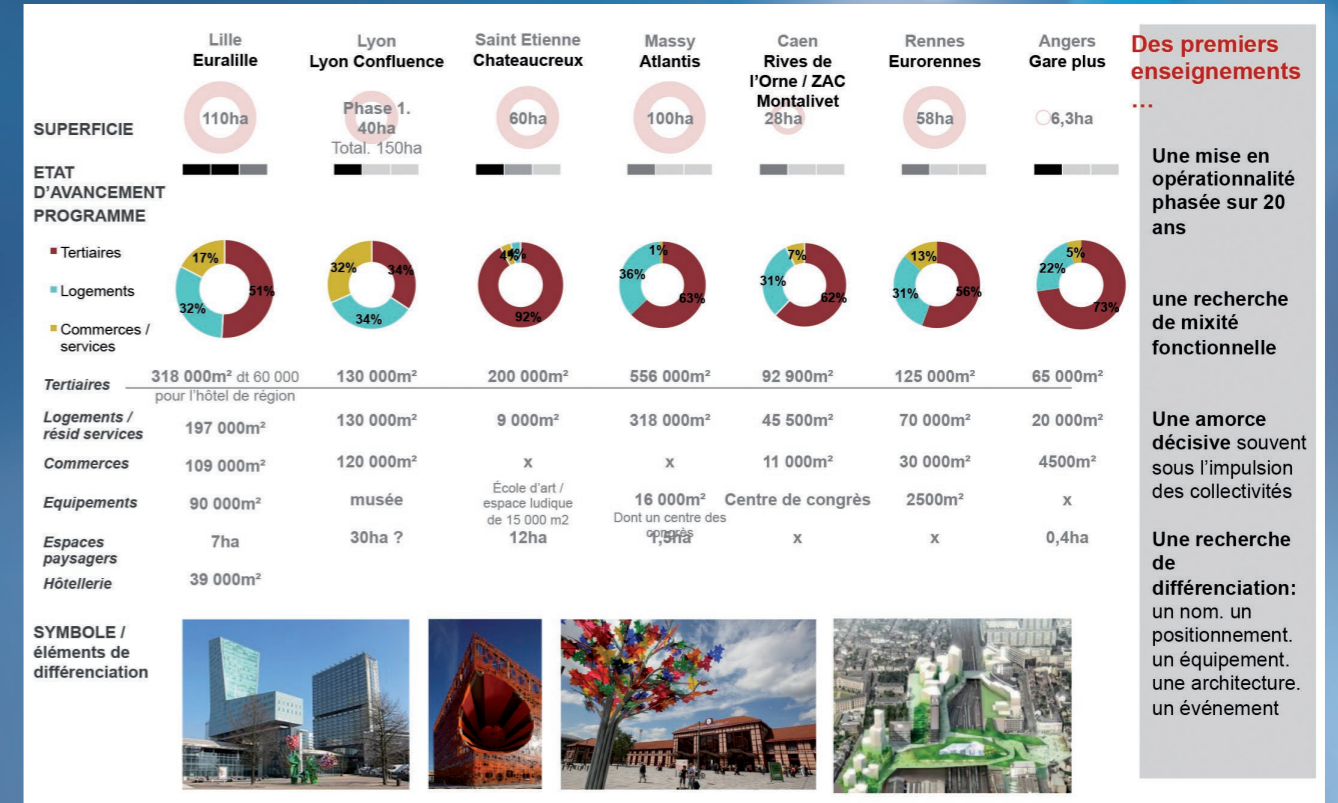 Lille
Euralille
Lyon
Lyon Confluence
Saint Etienne
Chateaucreux
Massy
Atlantis
Caen
Rives de
l'Orne / ZAC
Montalivet
Rennes
Eurorennes
Angers
Gare plus
SUPERFICIE
110ha
Phase 1.
40ha
Total. 150ha
60ha
100ha
28ha
58ha
6,3ha
ETAT
D'AVANCEMENT
PROGRAMME
Tertiaires
Logements
Commerces /
services
17%
51%
32%
32%
34%
34%
4%
4%
92%
1%
36%
63%
7%
31%
62%
13%
31%
56%
5%
22%
73%
Tertiaires
318 000m² dt 60 000
pour l'hôtel de région
130 000m²
200 000m²
556 000m²
92 900m²
125 000m²
65 000m²
Logements /
résid services
197 000m²
130 000m²
9 000m²
318 000m²
45 500m²
70 000m²
20 000m²
Commerces
109 000m²
120 000m²
x
x
11 000m²
30 000m²
4500m²
Equipements
90 000m²
musée
École d'art /
espace ludique
de 15 000 m2
16 000m²
Dont un centre des
congrès
Centre de congrès
2500m²
x
Espaces
paysagers
7ha
30ha ?
12ha
1,5ha
x
x
0,4ha
Hôtellerie
39 000m²
SYMBOLE /
éléments de
différenciation
Des premiers
enseignements
…
Une mise en
opérationnalité
phasée sur 20
ans
une recherche
de mixité
fonctionnelle
Une amorce
décisive souvent
sous l'impulsion
des collectivités
Une recherche
de
différenciation:
un nom. un
positionnement.
un équipement.
une architecture.
un événement